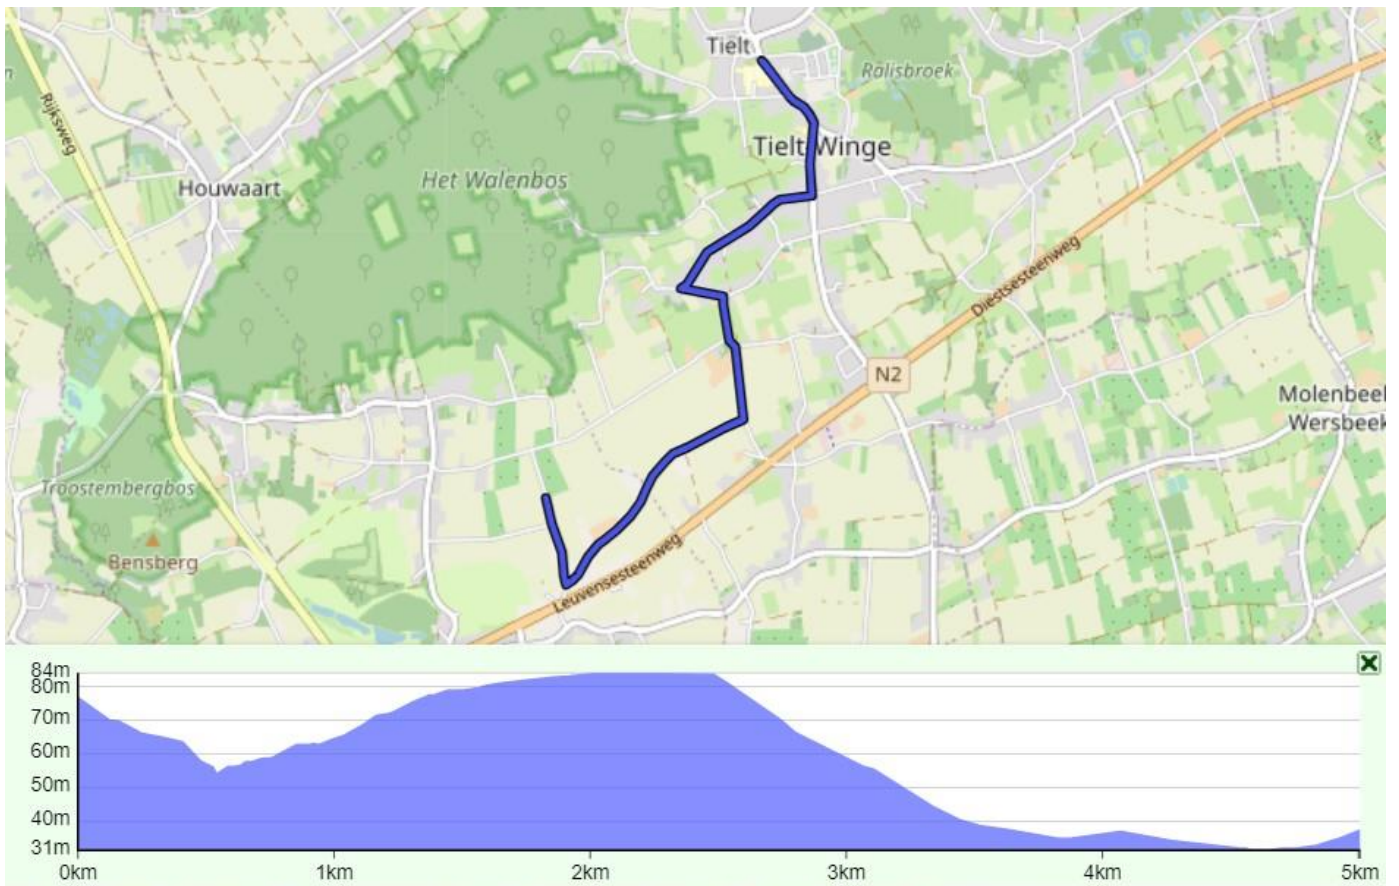 Tielt
Ralisbroek
Rijksweg
Tielt-Winge
Het Walenbos
Houwaart
Diestsesteenweg
N2
Molenbeek
Wersbeek
Troostembergbos
Bensberg
Leuvensesteenweg
84m
80m
70m
60m
50m
40m
31m
0km 1km 2km 3km 4km 5km